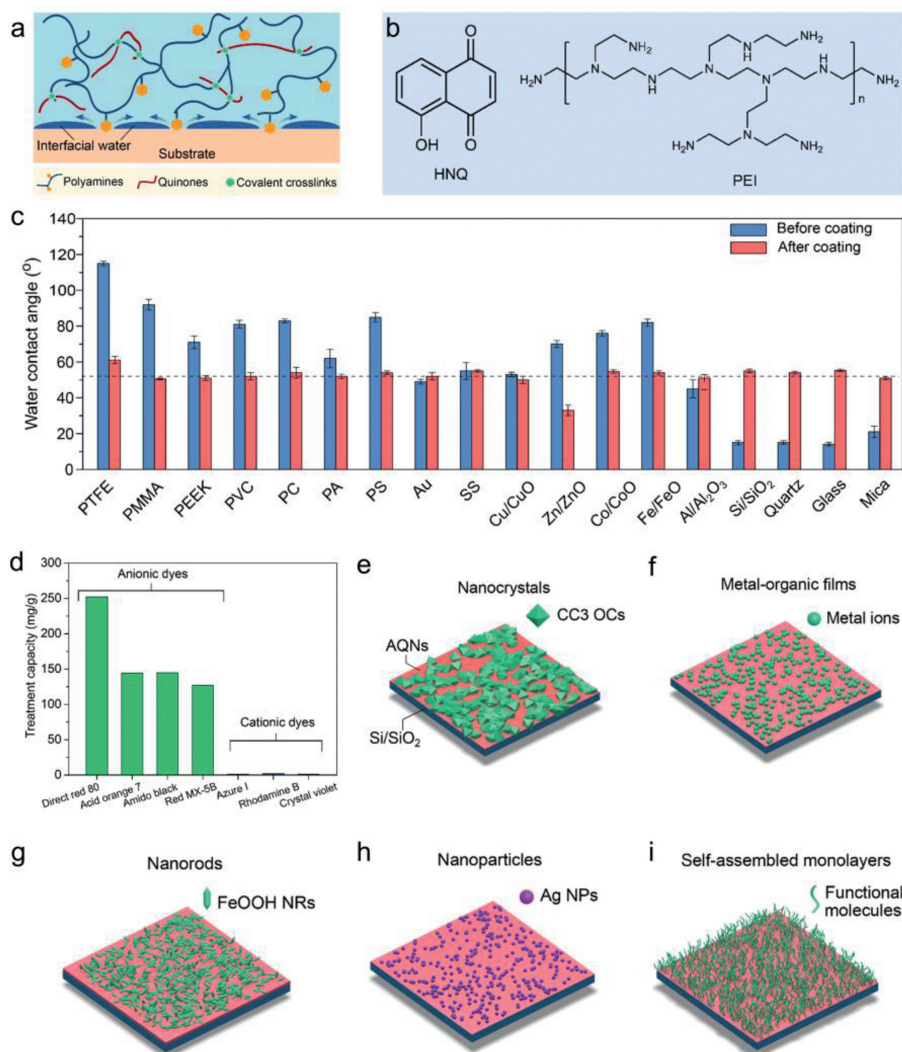 a
Interfacial water
Substrate
Polyamines
Quinones
Covalent crosslinks
b
O
O
OH
HNQ
NH2
H
N
NH2
NH2
N
N
H
N
N
N
H
N
n
NH2
N
H2N
NH2
PEI
c
Water contact angle (°)
140
120
100
80
60
40
20
0
Before coating
After coating
PTFE
PMMA
PEEK
PVC
PC
PA
PS
Au
SS
Cu/CuO
Zn/ZnO
Co/CoO
Fe/FeO
Al/Al2O3
Si/SiO2
Quartz
Glass
Mica
d
Treatment capacity (mg/g)
300
250
200
150
100
50
0
Anionic dyes
Cationic dyes
Direct red 80
Acid orange 7
Amido black
Red MX-5B
Azure I
Rhodamine B
Crystal violet
e
Nanocrystals
CC3 OCs
AQNs
Si/SiO2
f
Metal-organic films
Metal ions
g
Nanorods
FeOOH NRs
h
Nanoparticles
Ag NPs
i
Self-assembled monolayers
Functional
molecules